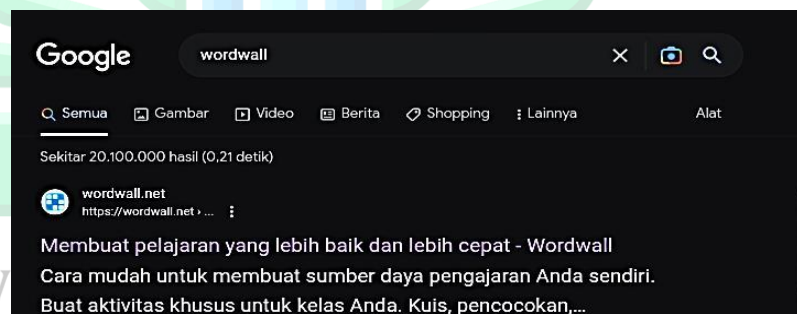 Google wordwall
Semua Gambar Video Berita Shopping Lainnya Alat
Sekitar 20.100.000 hasil (0,21 detik)
wordwall.net
https://wordwall.net › ...
Membuat pelajaran yang lebih baik dan lebih cepat - Wordwall
Cara mudah untuk membuat sumber daya pengajaran Anda sendiri.
Buat aktivitas khusus untuk kelas Anda. Kuis, pencocokan,...